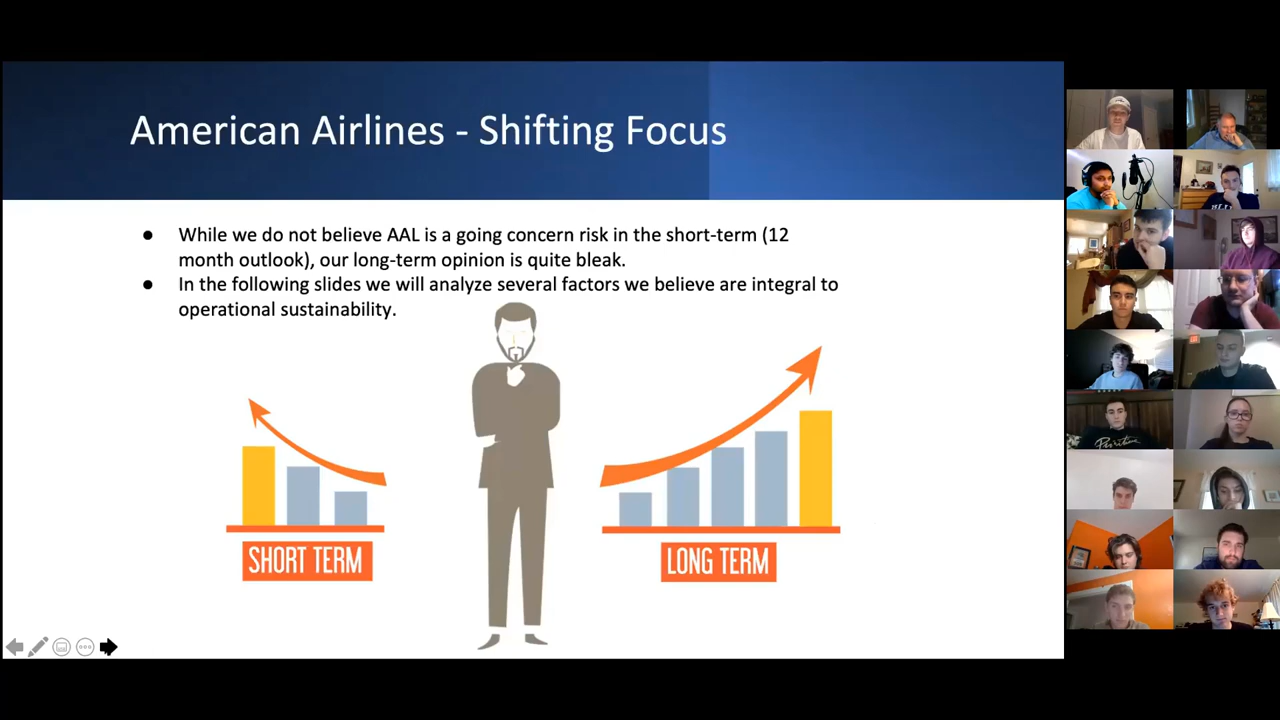 American Airlines - Shifting Focus
● While we do not believe AAL is a going concern risk in the short-term (12
month outlook), our long-term opinion is quite bleak.
● In the following slides we will analyze several factors we believe are integral to
operational sustainability.
SHORT TERM
LONG TERM